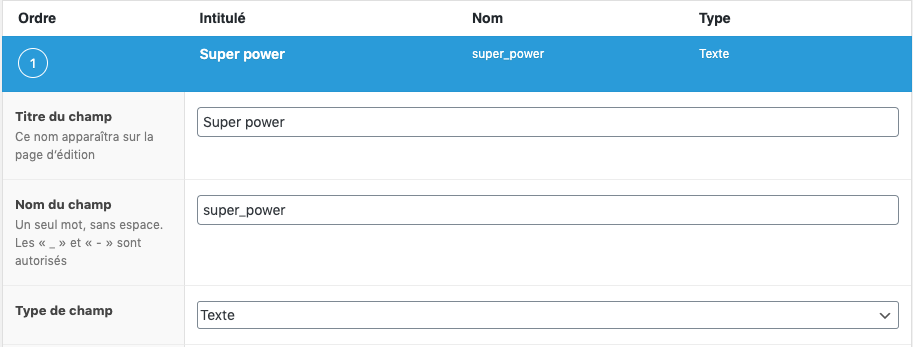 Ordre Intitulé Nom Type
1 Super power super_power Texte
Titre du champ
Ce nom apparaîtra sur la
page d'édition
Super power
Nom du champ
Un seul mot, sans espace.
Les « _ » et « - » sont
autorisés
super_power
Type de champ
Texte